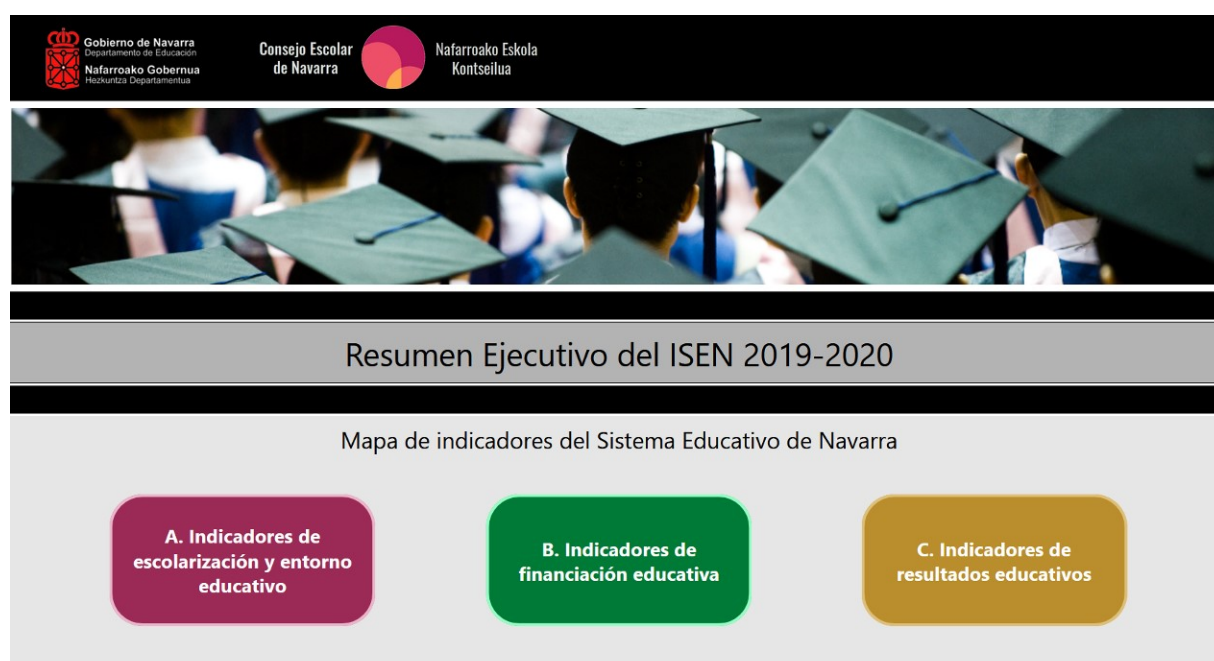 Gobierno de Navarra
Departamento de Educación
Nafarroako Gobernua
Hezkuntza Departamentua
Consejo Escolar
de Navarra
Nafarroako Eskola
Kontseilua
Resumen Ejecutivo del ISEN 2019-2020
Mapa de indicadores del Sistema Educativo de Navarra
A. Indicadores de
escolarización y entorno
educativo
B. Indicadores de
financiación educativa
C. Indicadores de
resultados educativos